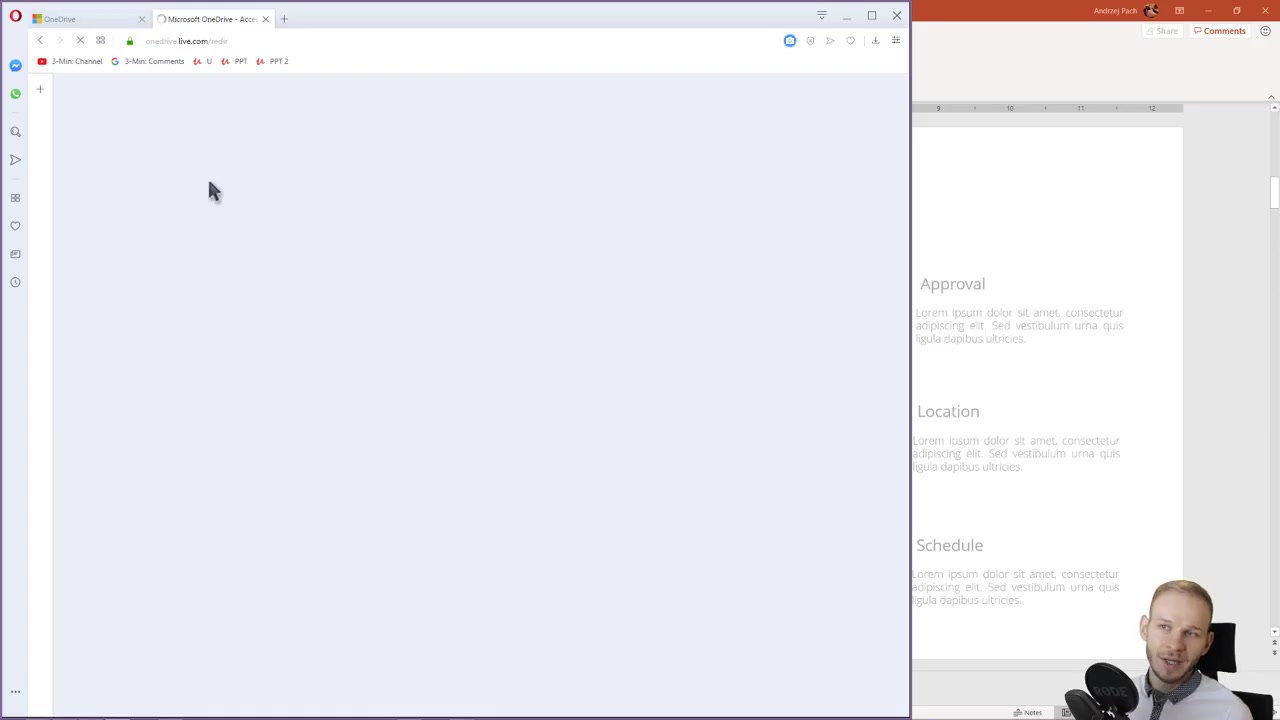 OneDrive
Microsoft OneDrive - Acce
Andrzej Pach
onedrive.live.com/redir
Share
Comments
3-Min: Channel
3-Min: Comments
U
PPT
PPT 2
9 10 11 12
Approval
Lorem ipsum dolor sit amet, consectetur
adipiscing elit. Sed vestibulum urna quis
ligula dapibus ultricies.
Location
Lorem ipsum dolor sit amet, consectetur
adipiscing elit. Sed vestibulum urna quis
ligula dapibus ultricies.
Schedule
Lorem ipsum dolor sit amet, consectetur
adipiscing elit. Sed vestibulum urna quis
ligula dapibus ultricies.
RODE
Notes